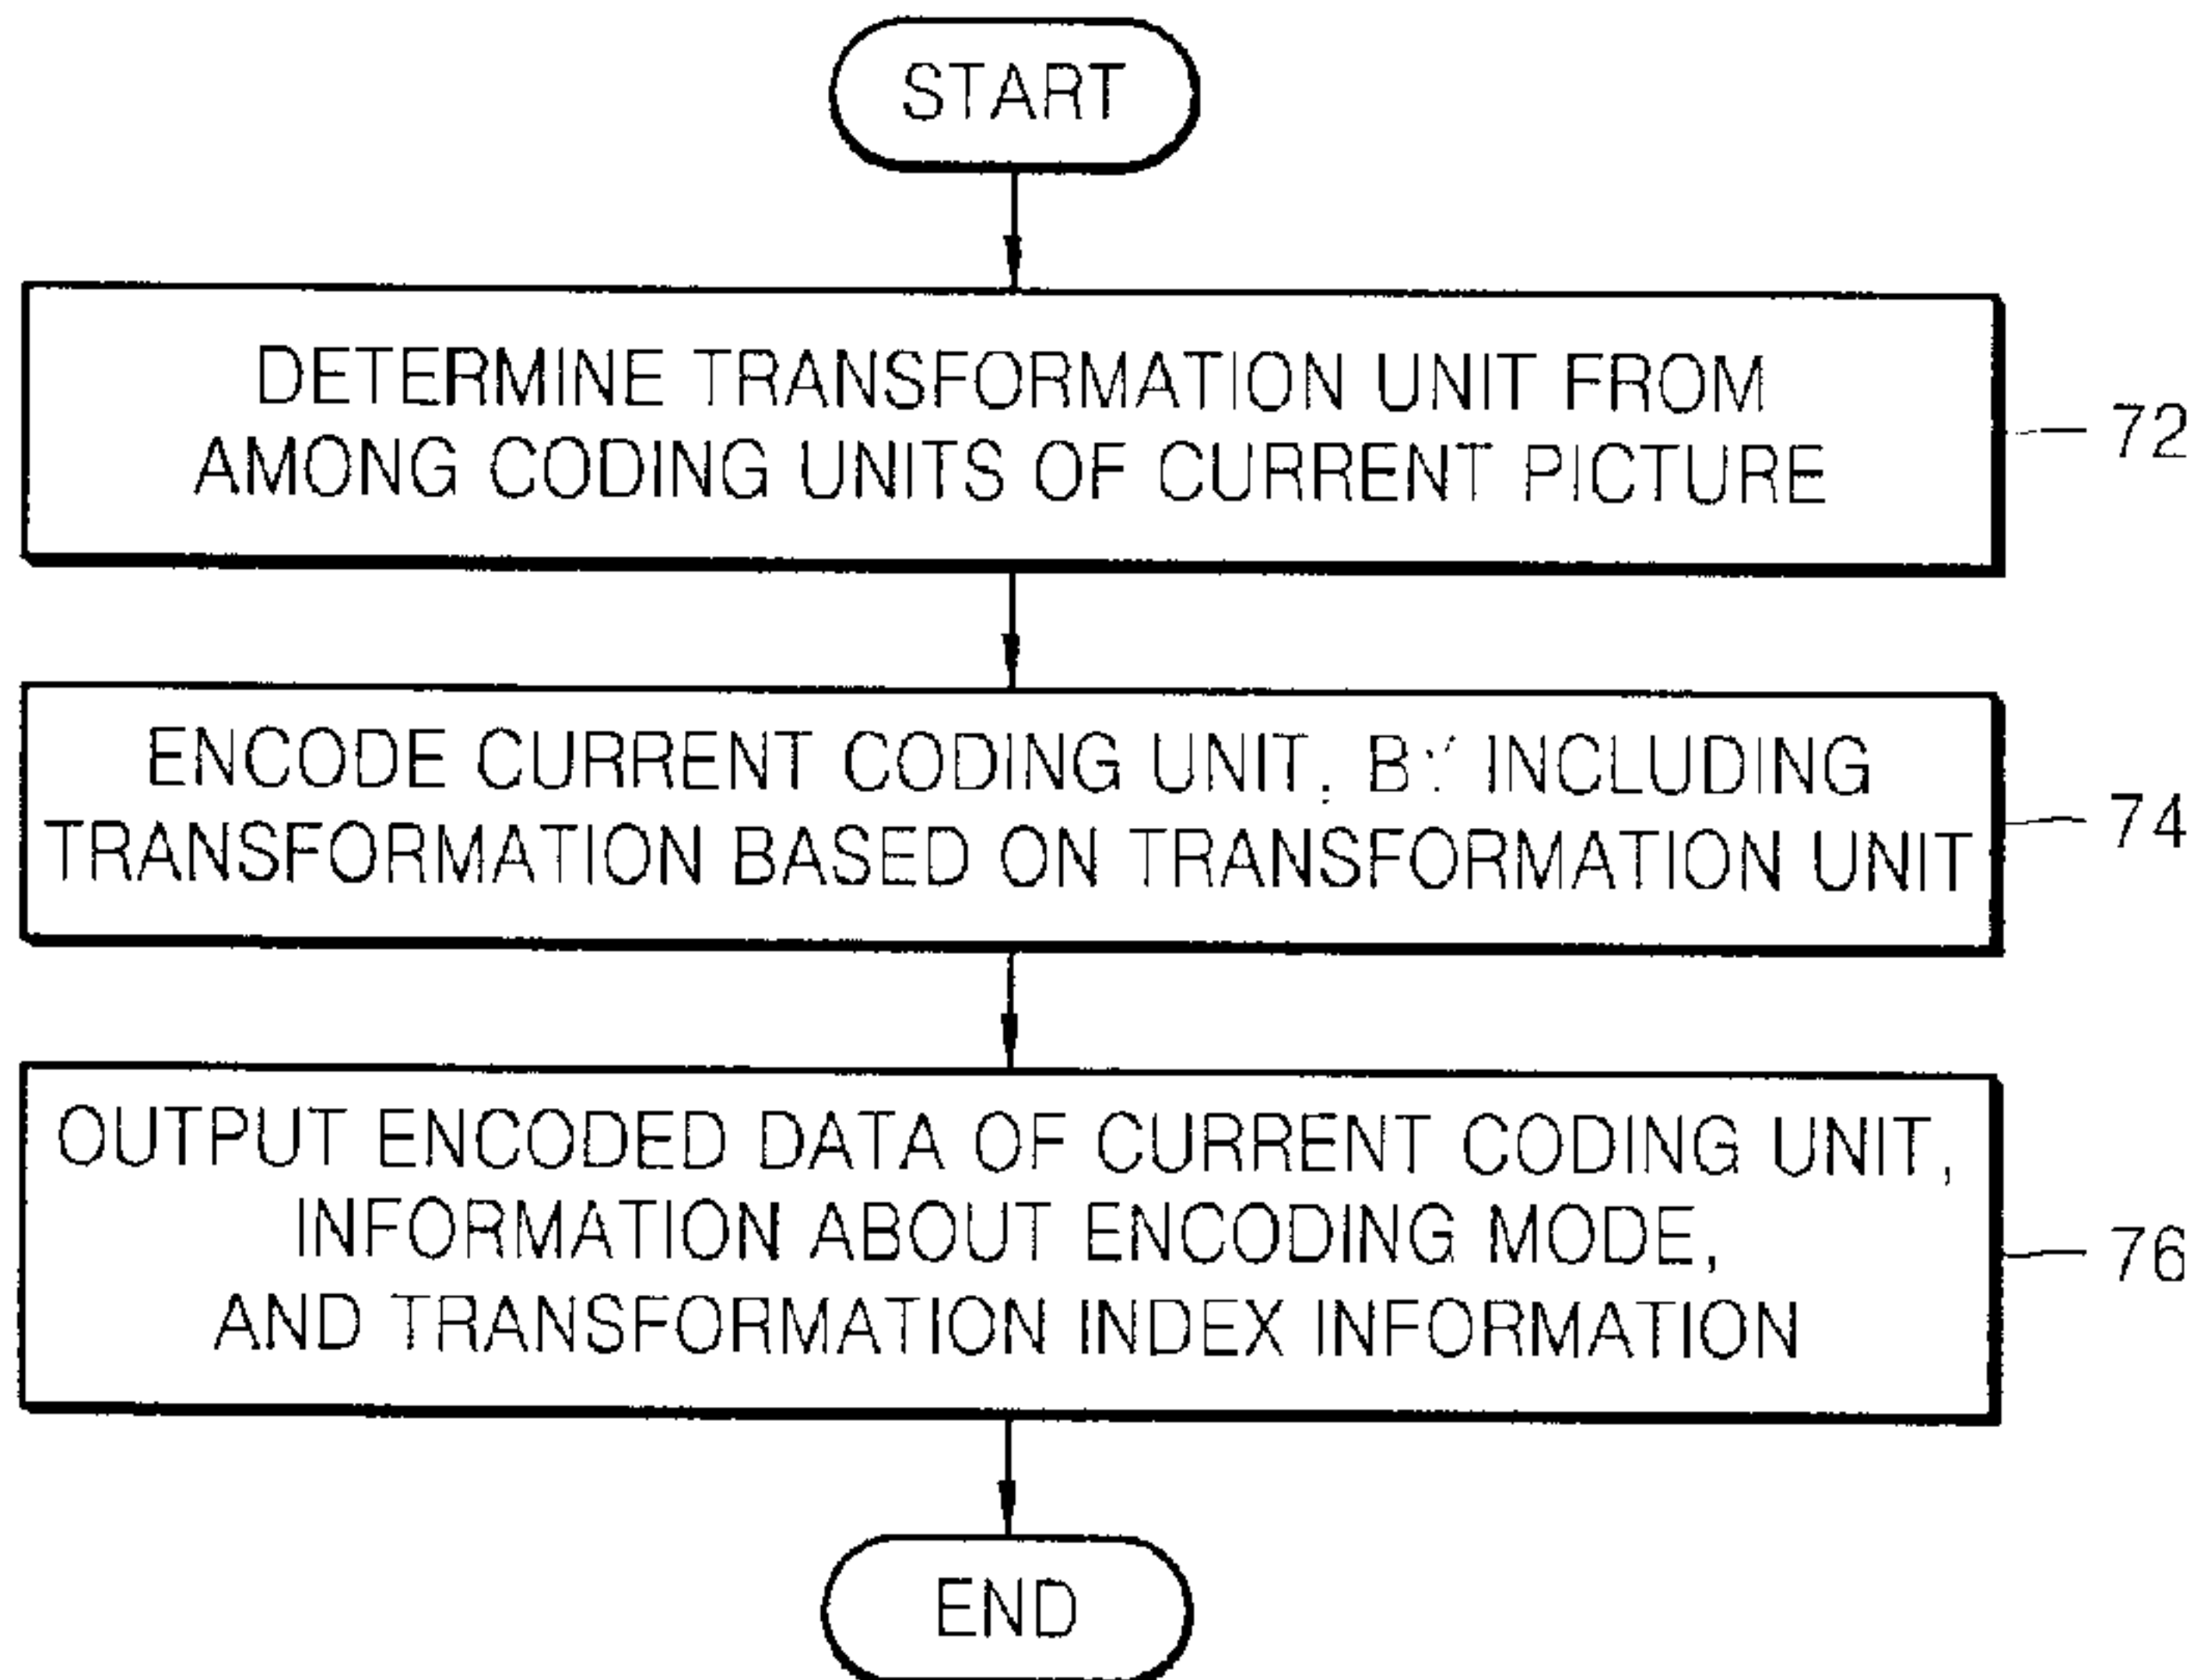 START
DETERMINE TRANSFORMATION UNIT FROM
AMONG CODING UNITS OF CURRENT PICTURE
72
ENCODE CURRENT CODING UNIT, BY INCLUDING
TRANSFORMATION BASED ON TRANSFORMATION UNIT
74
OUTPUT ENCODED DATA OF CURRENT CODING UNIT,
INFORMATION ABOUT ENCODING MODE,
AND TRANSFORMATION INDEX INFORMATION
76
END